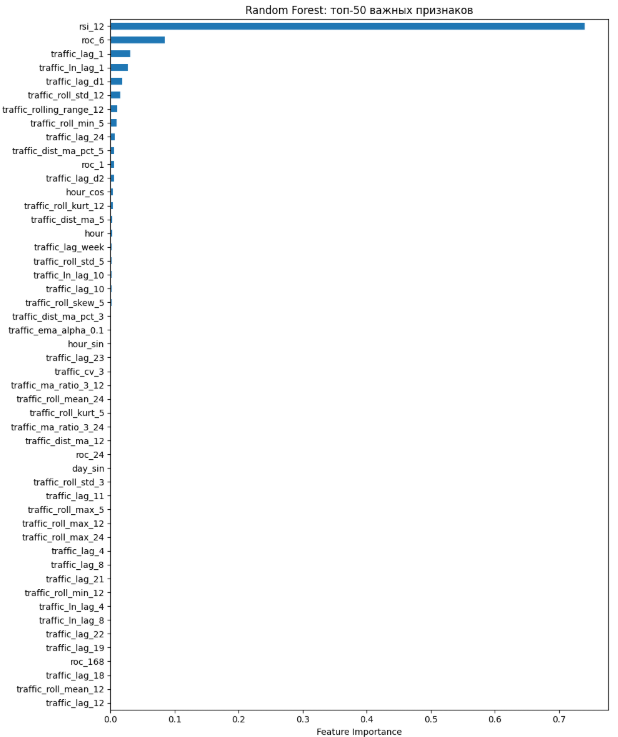 Random Forest: топ-50 важных признаков
rsi_12
roc_6
traffic_lag_1
traffic_ln_lag_1
traffic_lag_d1
traffic_roll_std_12
traffic_rolling_range_12
traffic_roll_min_5
traffic_lag_24
traffic_dist_ma_pct_5
roc_1
traffic_lag_d2
hour_cos
traffic_roll_kurt_12
traffic_dist_ma_5
hour
traffic_lag_week
traffic_roll_std_5
traffic_ln_lag_10
traffic_lag_10
traffic_roll_skew_5
traffic_dist_ma_pct_3
traffic_ema_alpha_0.1
hour_sin
traffic_lag_23
traffic_cv_3
traffic_ma_ratio_3_12
traffic_roll_mean_24
traffic_roll_kurt_5
traffic_ma_ratio_3_24
traffic_dist_ma_12
roc_24
day_sin
traffic_roll_std_3
traffic_lag_11
traffic_roll_max_5
traffic_roll_max_12
traffic_roll_max_24
traffic_lag_4
traffic_lag_8
traffic_lag_21
traffic_roll_min_12
traffic_ln_lag_4
traffic_ln_lag_8
traffic_lag_22
traffic_lag_19
roc_168
traffic_lag_18
traffic_roll_mean_12
traffic_lag_12
0.0 0.1 0.2 0.3 0.4 0.5 0.6 0.7
Feature Importance